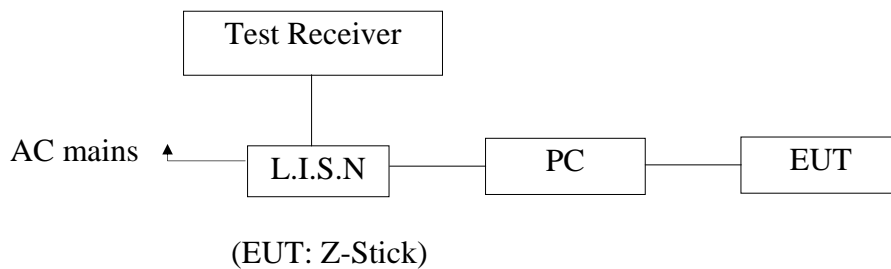 Test Receiver
AC mains
L.I.S.N
PC
EUT
(EUT: Z-Stick)